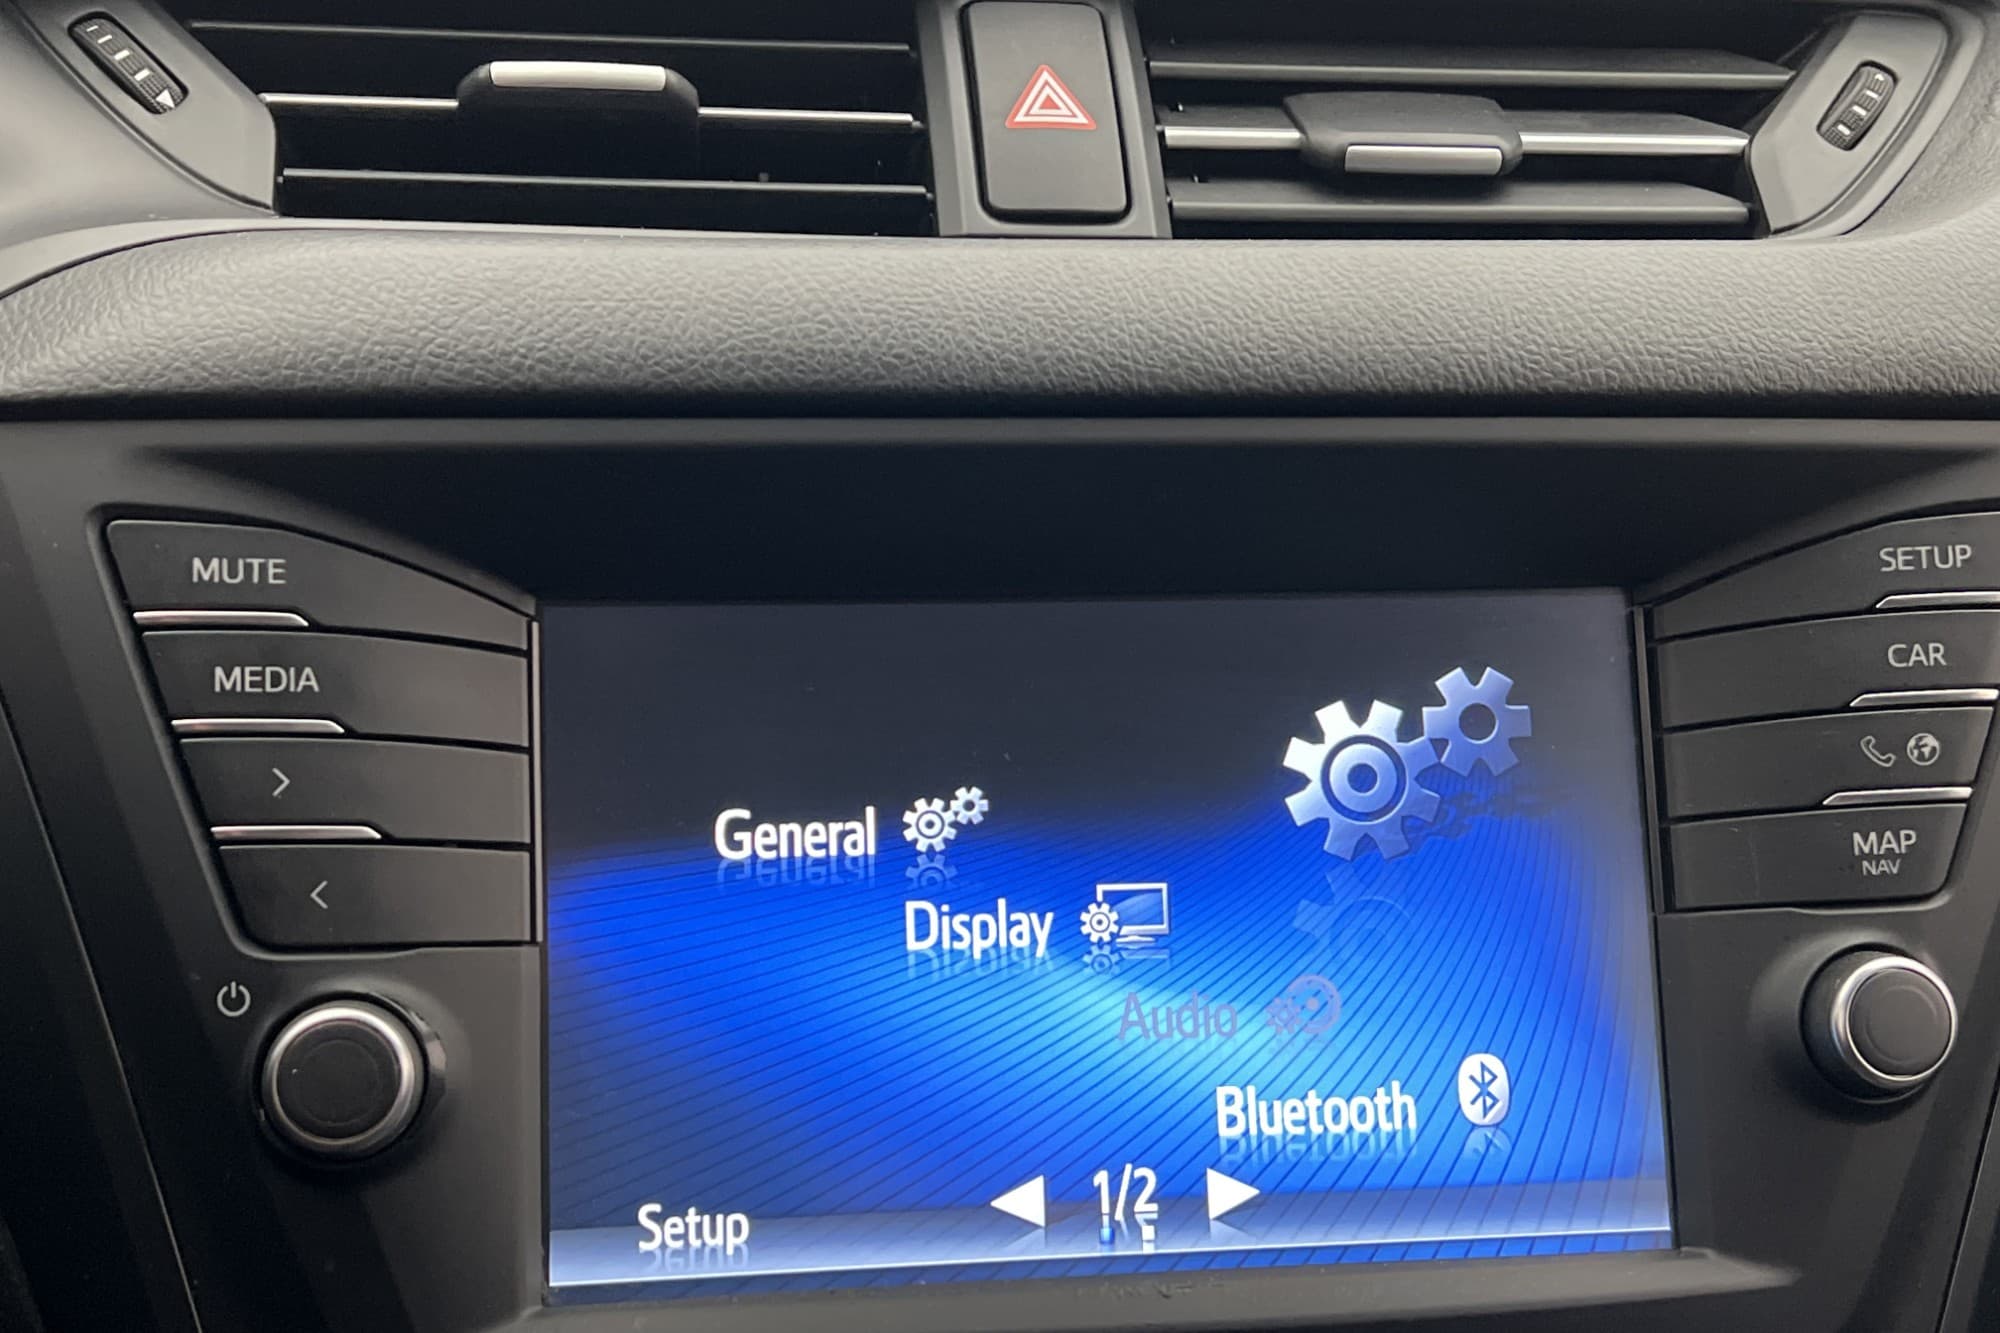 MUTE
MEDIA
SETUP
CAR
MAP
NAV
General
Display
Audio
Bluetooth
Setup
1/2